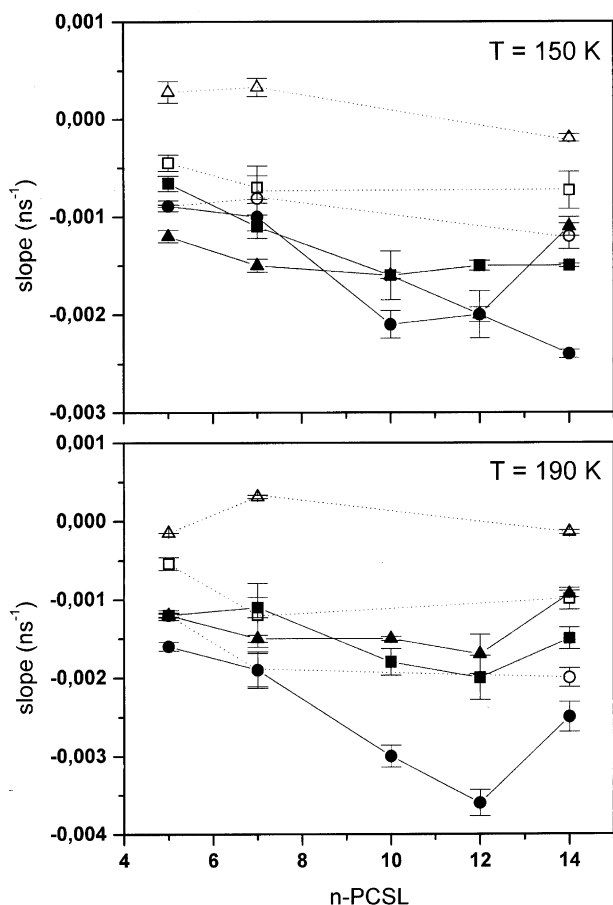 0,001
T = 150 K
0,000
-0,001
-0,002
-0,003
slope (ns-1)
0,001
T = 190 K
0,000
-0,001
-0,002
-0,003
-0,004
slope (ns-1)
4 6 8 10 12 14
n-PCSL